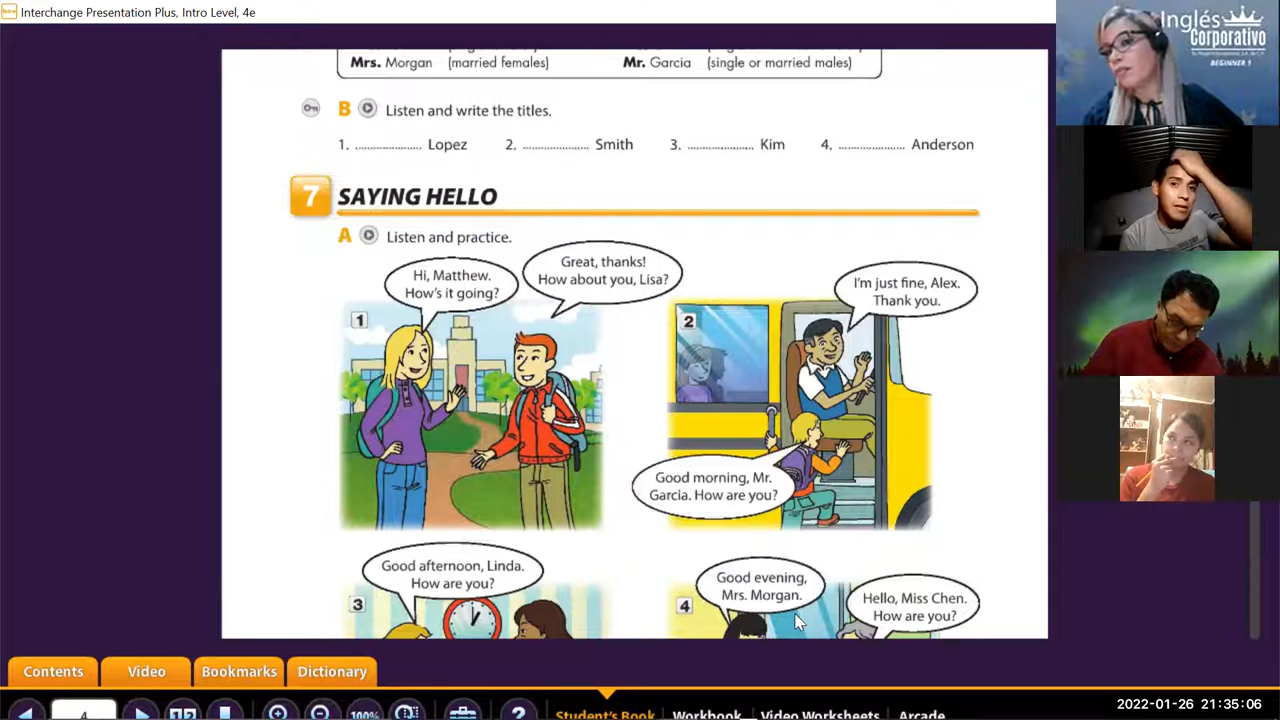 Interchange Presentation Plus, Intro Level, 4e
Inglés
Corporativo
BEGINNER 1
Mrs. Morgan (married females) Mr. Garcia (single or married males)
B Listen and write the titles.
1. .................... Lopez 2. .................... Smith 3. .................... Kim 4. .................... Anderson
7 SAYING HELLO
A Listen and practice.
Hi, Matthew.
How's it going?
Great, thanks!
How about you, Lisa?
1
I'm just fine, Alex.
Thank you.
2
Good morning, Mr.
Garcia. How are you?
Good afternoon, Linda.
How are you?
3
Good evening,
Mrs. Morgan.
Hello, Miss Chen.
How are you?
4
Contents Video Bookmarks Dictionary
4 100% ? Student's Book Workbook Video Worksheets Arcade
2022-01-26 21:35:06